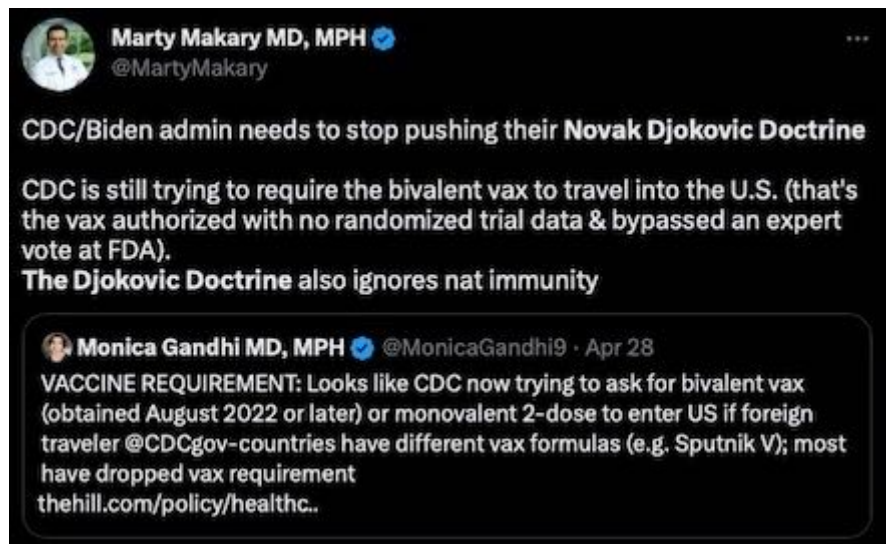 Marty Makary MD, MPH
@MartyMakary
CDC/Biden admin needs to stop pushing their Novak Djokovic Doctrine
CDC is still trying to require the bivalent vax to travel into the U.S. (that's
the vax authorized with no randomized trial data & bypassed an expert
vote at FDA).
The Djokovic Doctrine also ignores nat immunity
Monica Gandhi MD, MPH @MonicaGandhi9 · Apr 28
VACCINE REQUIREMENT: Looks like CDC now trying to ask for bivalent vax
(obtained August 2022 or later) or monovalent 2-dose to enter US if foreign
traveler @CDCgov-countries have different vax formulas (e.g. Sputnik V); most
have dropped vax requirement
thehill.com/policy/healthc..